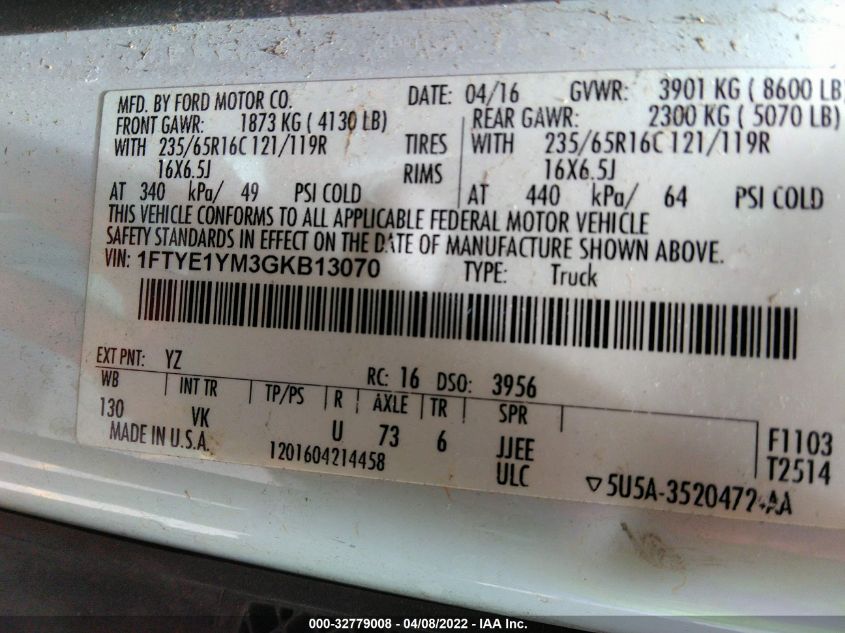 MFD. BY FORD MOTOR CO. DATE: 04/16 GVWR: 3901 KG ( 8600 LB)
FRONT GAWR: 1873 KG ( 4130 LB) REAR GAWR: 2300 KG ( 5070 LB)
WITH 235/65R16C 121/119R TIRES WITH 235/65R16C 121/119R
16X6.5J RIMS 16X6.5J
AT 340 kPa/ 49 PSI COLD AT 440 kPa/ 64 PSI COLD
THIS VEHICLE CONFORMS TO ALL APPLICABLE FEDERAL MOTOR VEHICLE
SAFETY STANDARDS IN EFFECT ON THE DATE OF MANUFACTURE SHOWN ABOVE.
VIN: 1FTYE1YM3GKB13070 TYPE: Truck
EXT PNT: YZ RC: 16 DSO: 3956
WB INT TR TP/PS R AXLE TR SPR
130 VK U 73 6 JJEE F1103
MADE IN U.S.A. 1201604214458 ULC T2514
▽5U5A-3520472-AA
000-32779008 - 04/08/2022 - IAA Inc.